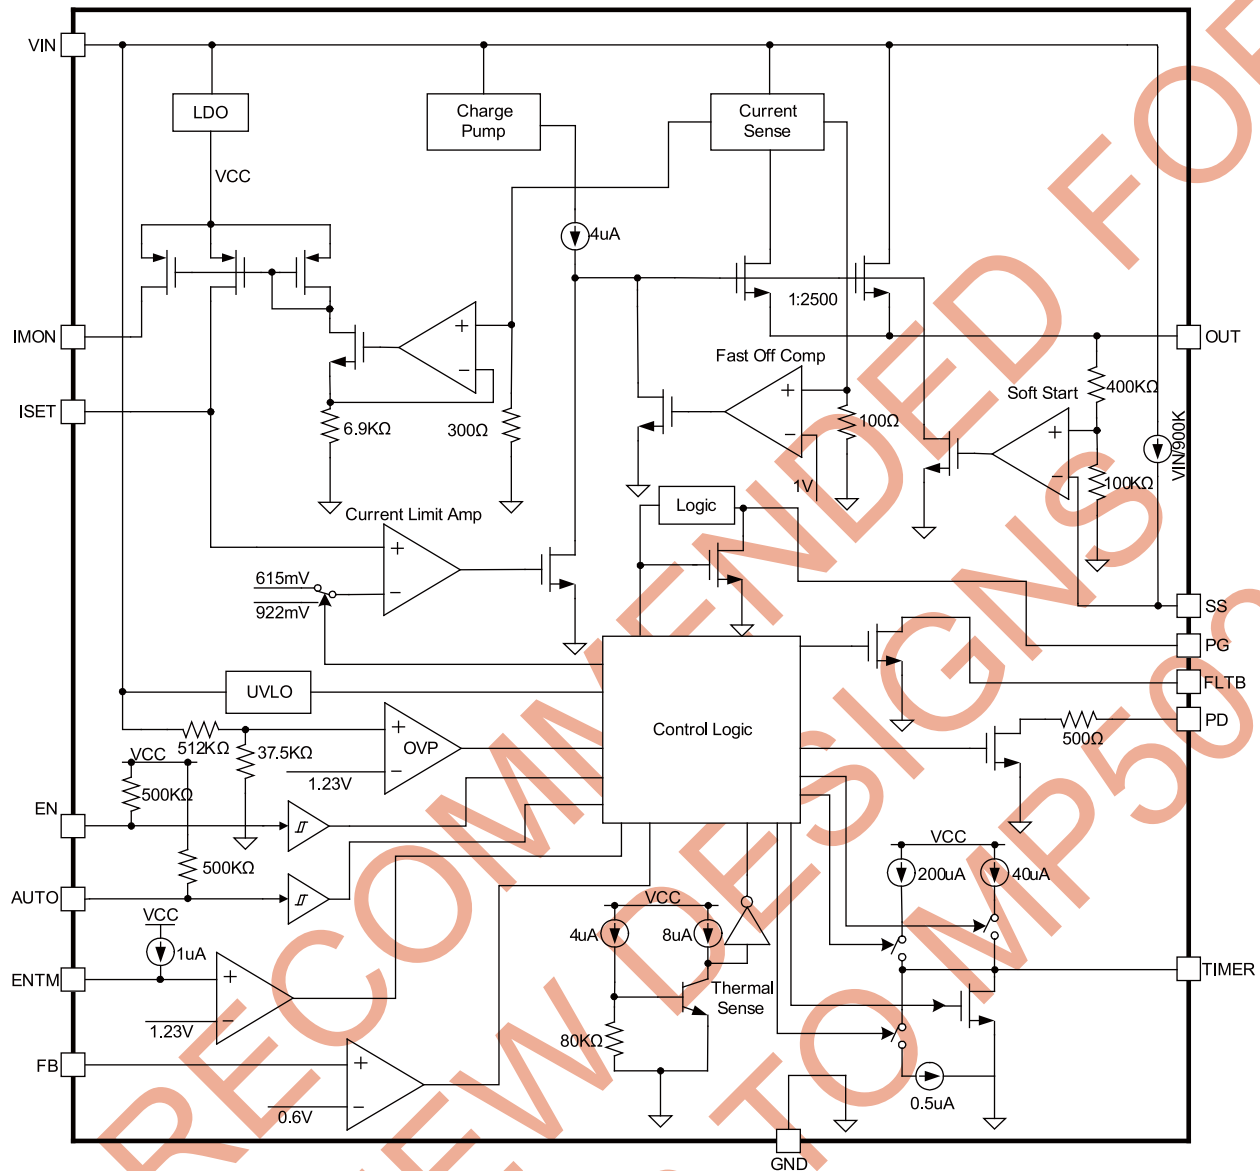 VIN
LDO
Charge
Pump
Current
Sense
VCC
4uA
1:2500
IMON
OUT
Fast Off Comp
+
-
ISET
Soft Start
400KΩ
6.9KΩ
300Ω
+
-
100Ω
+
-
VIN/900K
100KΩ
1V
Logic
Current Limit Amp
+
-
615mV
922mV
SS
PG
FLTB
PD
500Ω
UVLO
Control Logic
512KΩ
37.5KΩ
+
OVP
-
1.23V
VCC
500KΩ
EN
500KΩ
AUTO
VCC
1uA
ENTM
+
-
1.23V
FB
+
-
0.6V
VCC
4uA
8uA
Thermal
Sense
80KΩ
VCC
200uA
40uA
TIMER
0.5uA
GND
RECOMMENDED FOR
NEW DESIGNS
TO MP502